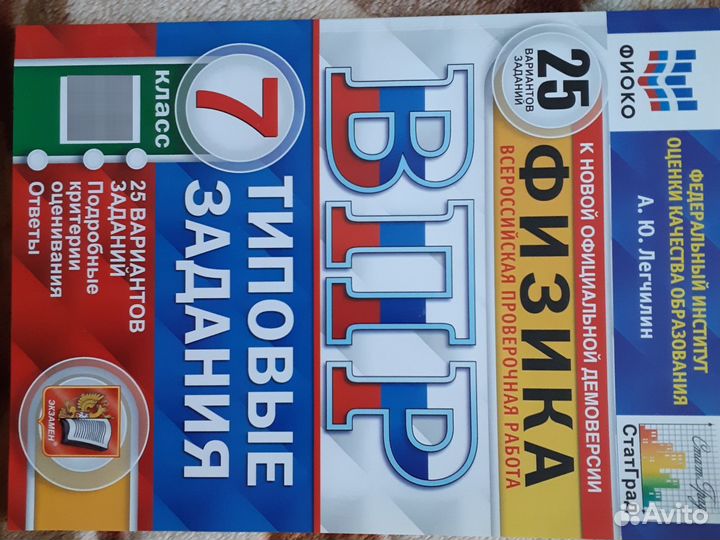 ФИОКО
ФЕДЕРАЛЬНЫЙ ИНСТИТУТ
ОЦЕНКИ КАЧЕСТВА ОБРАЗОВАНИЯ
А. Ю. Легчилин
СтатГрад
К НОВОЙ ОФИЦИАЛЬНОЙ ДЕМОВЕРСИИ
25
ВАРИАНТОВ
ЗАДАНИЙ
ФИЗИКА
ВСЕРОССИЙСКАЯ ПРОВЕРОЧНАЯ РАБОТА
ВПР
7
класс
ТИПОВЫЕ
ЗАДАНИЯ
25 ВАРИАНТОВ
ЗАДАНИЙ
Подробные
критерии
оценивания
Ответы
ЭКЗАМЕН
Avito